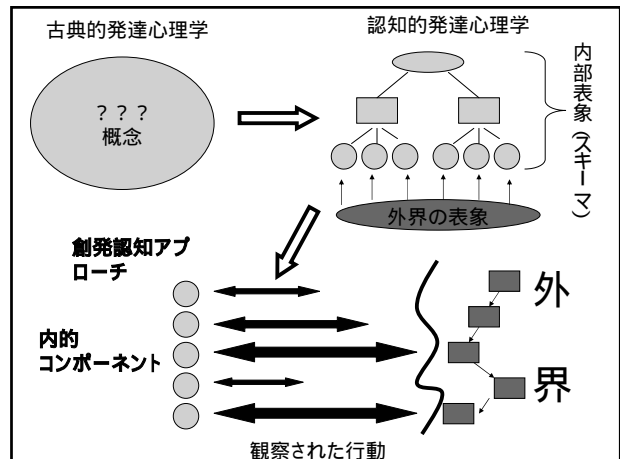 古典的発達心理学
認知的発達心理学
？？？
概念
内部表象（スキーマ）
外界の表象
創発認知アプ
ローチ
内的
コンポーネント
外
界
観察された行動